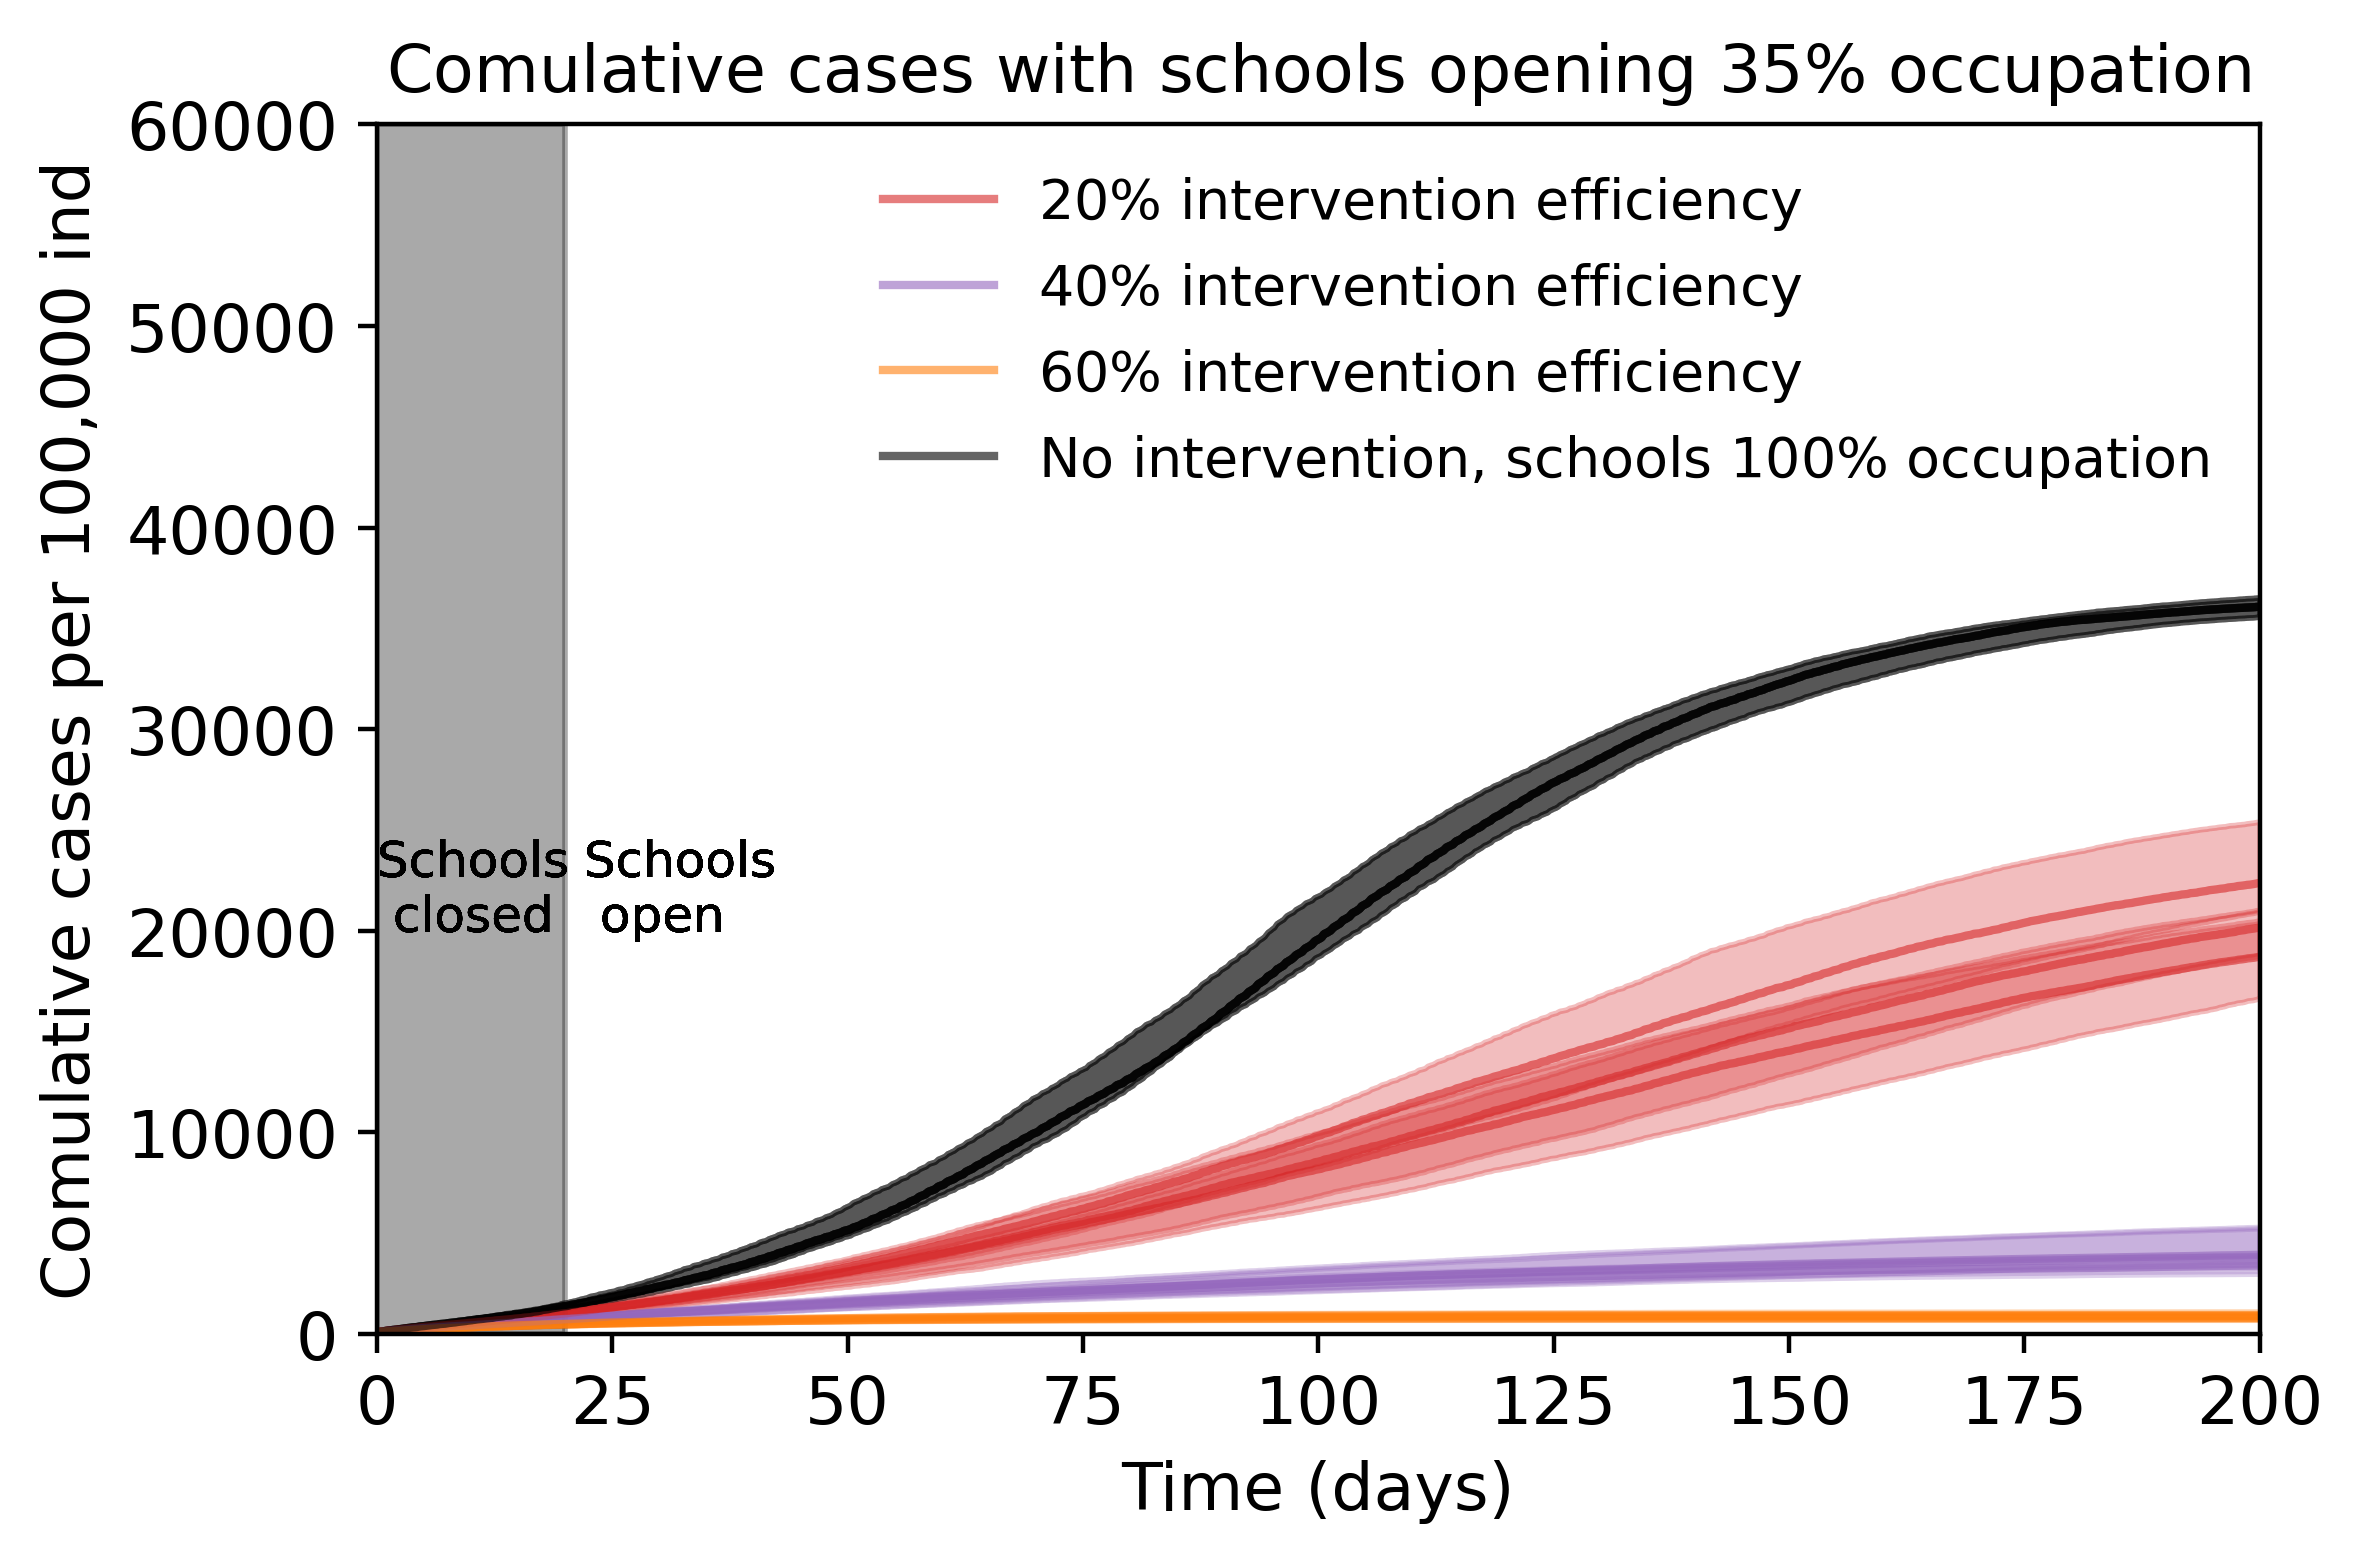 Comulative cases with schools opening 35% occupation
Comulative cases per 100,000 ind
60000
50000
40000
30000
20000
10000
0
20% intervention efficiency
40% intervention efficiency
60% intervention efficiency
No intervention, schools 100% occupation
Schools
closed
Schools
open
0 25 50 75 100 125 150 175 200
Time (days)